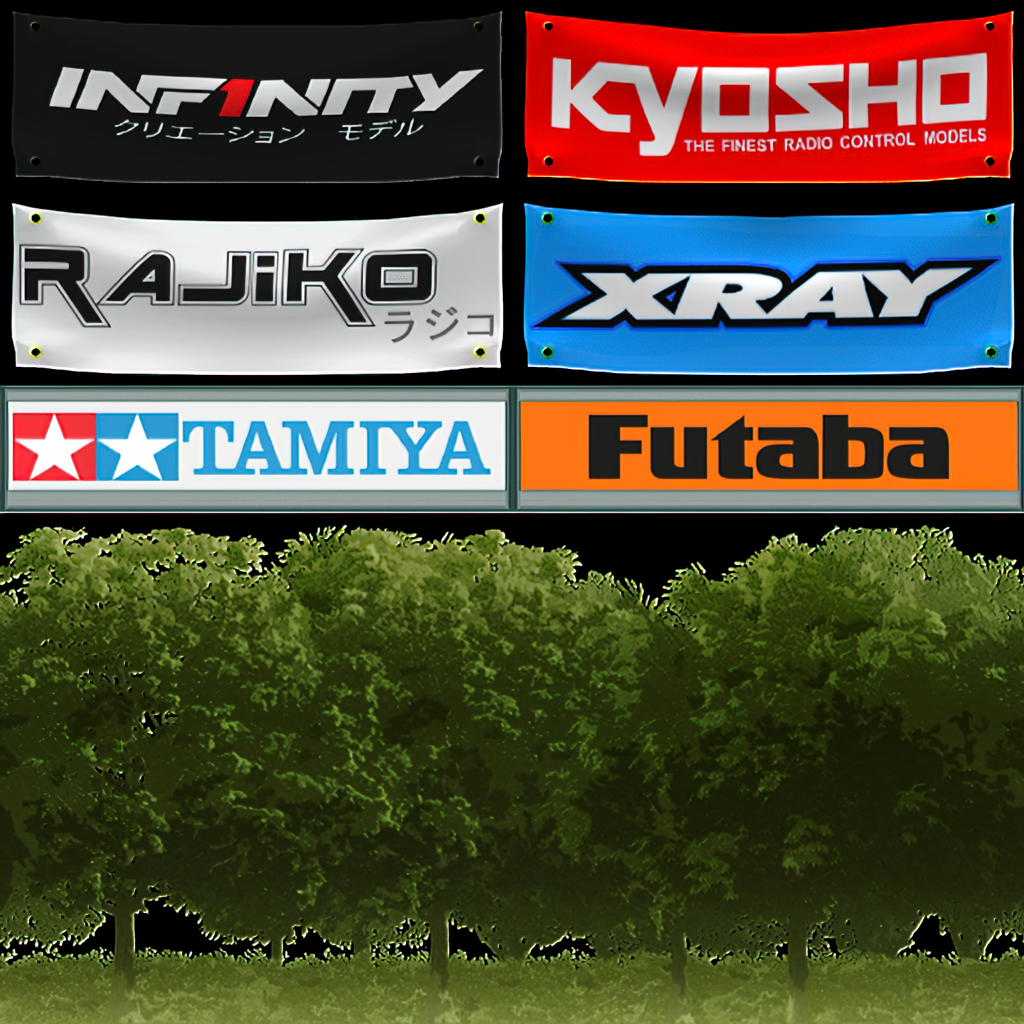 INF1NITY
クリエーション モデル
KYOSHO
THE FINEST RADIO CONTROL MODELS
RAJiKO
ラジコ
XRAY
TAMIYA
Futaba